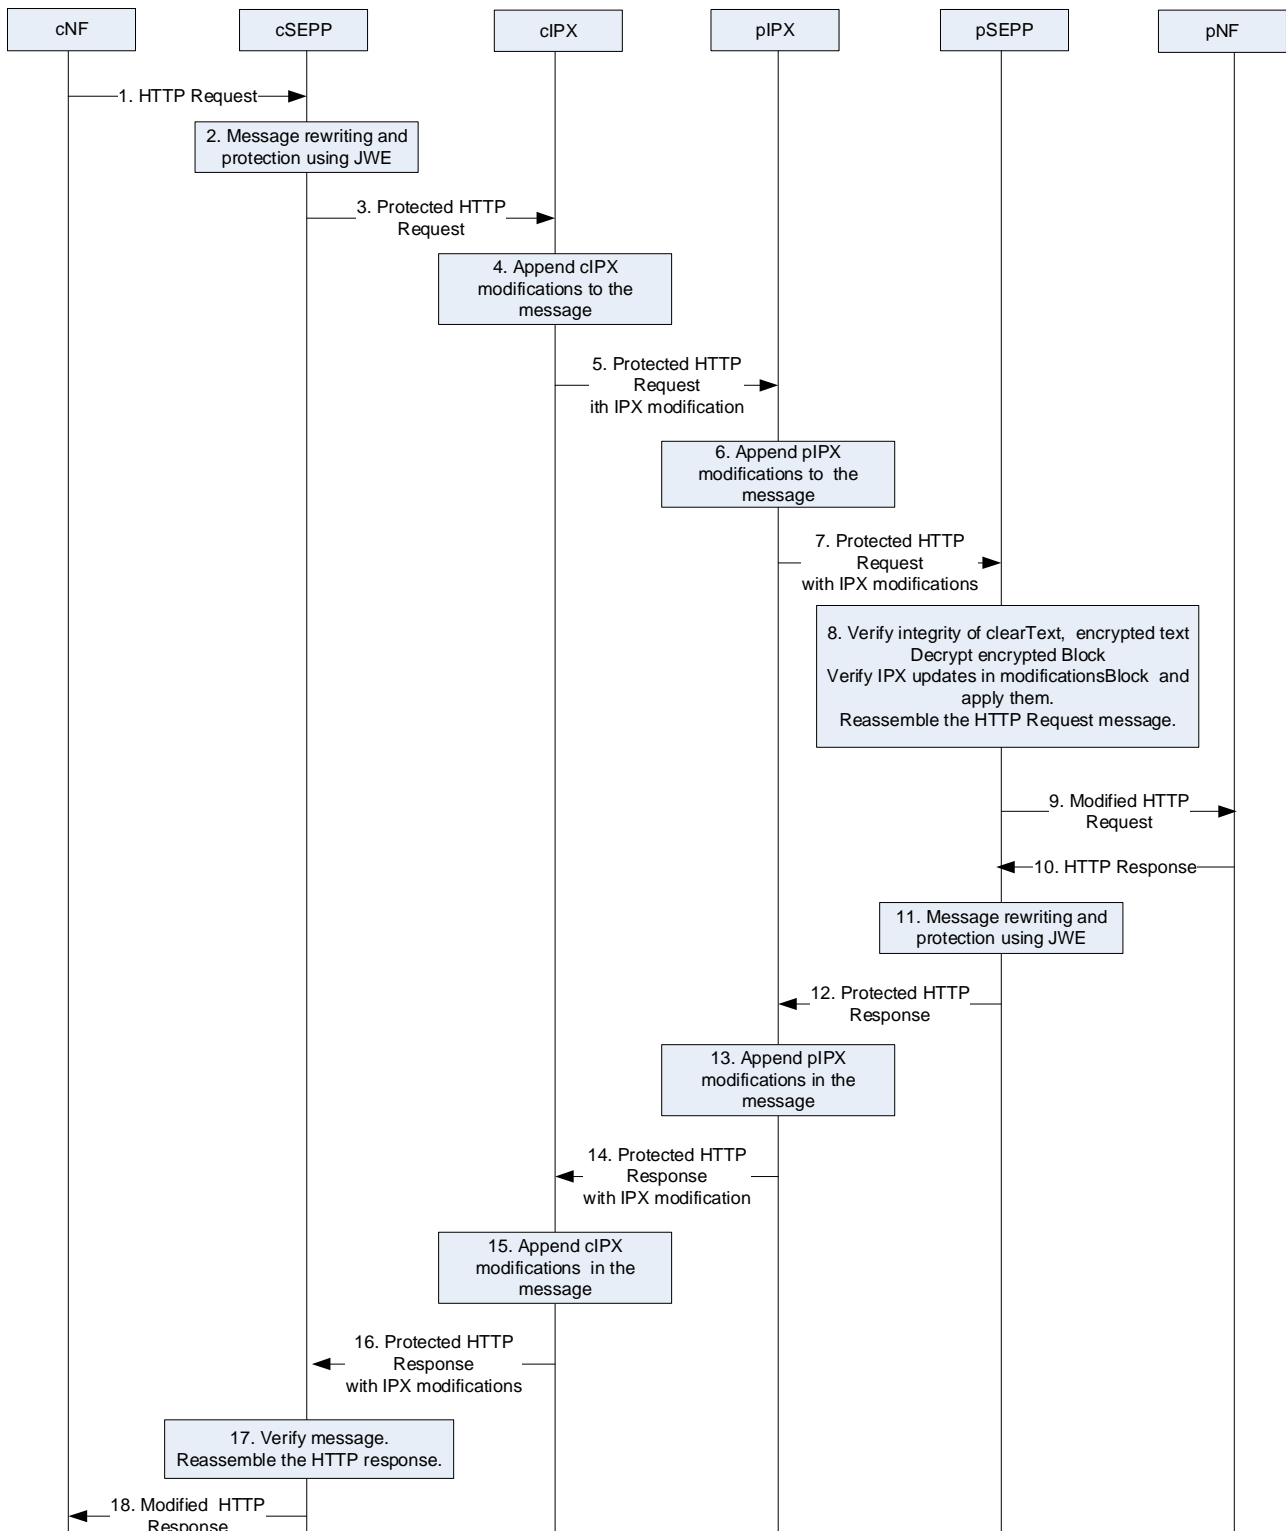 cNF
cSEPP
cIPX
pIPX
pSEPP
pNF
1. HTTP Request
2. Message rewriting and
protection using JWE
3. Protected HTTP
Request
4. Append cIPX
modifications to the
message
5. Protected HTTP
Request
ith IPX modification
6. Append pIPX
modifications to the
message
7. Protected HTTP
Request
with IPX modifications
8. Verify integrity of clearText, encrypted text
Decrypt encrypted Block
Verify IPX updates in modificationsBlock and
apply them.
Reassemble the HTTP Request message.
9. Modified HTTP
Request
10. HTTP Response
11. Message rewriting and
protection using JWE
12. Protected HTTP
Response
13. Append pIPX
modifications in the
message
14. Protected HTTP
Response
with IPX modification
15. Append cIPX
modifications in the
message
16. Protected HTTP
Response
with IPX modifications
17. Verify message.
Reassemble the HTTP response.
18. Modified HTTP
Response